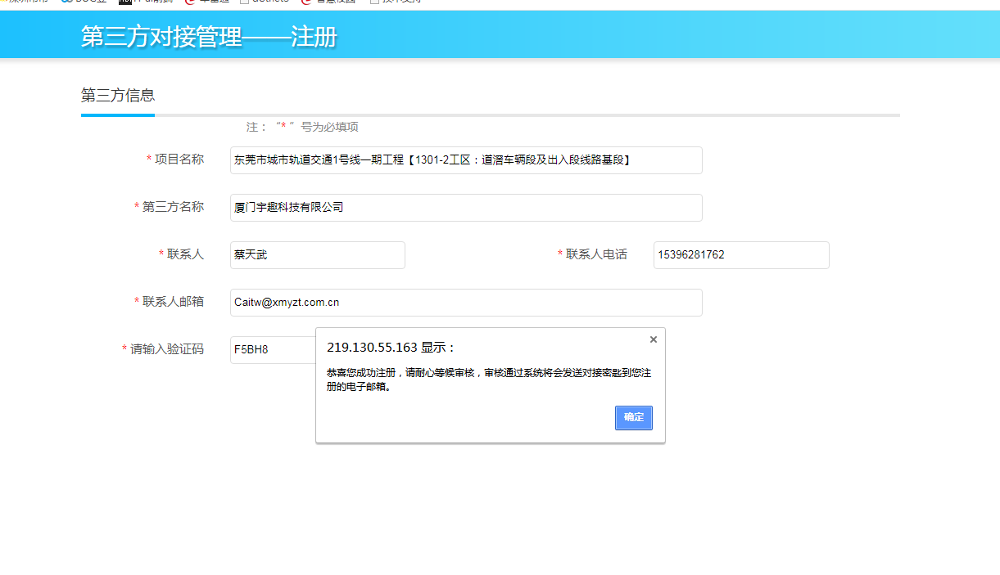 第三方对接管理——注册
第三方信息
注：“*”号为必填项
* 项目名称 东莞市城市轨道交通1号线一期工程【1301-2工区：道滘车辆段及出入段线路基段】
* 第三方名称 厦门宇趣科技有限公司
* 联系人 蔡天武 * 联系人电话 15396281762
* 联系人邮箱 Caitw@xmyzt.com.cn
* 请输入验证码 F5BH8
219.130.55.163 显示：
恭喜您成功注册，请耐心等候审核，审核通过系统将会发送对接密匙到您注
册的电子邮箱。
确定